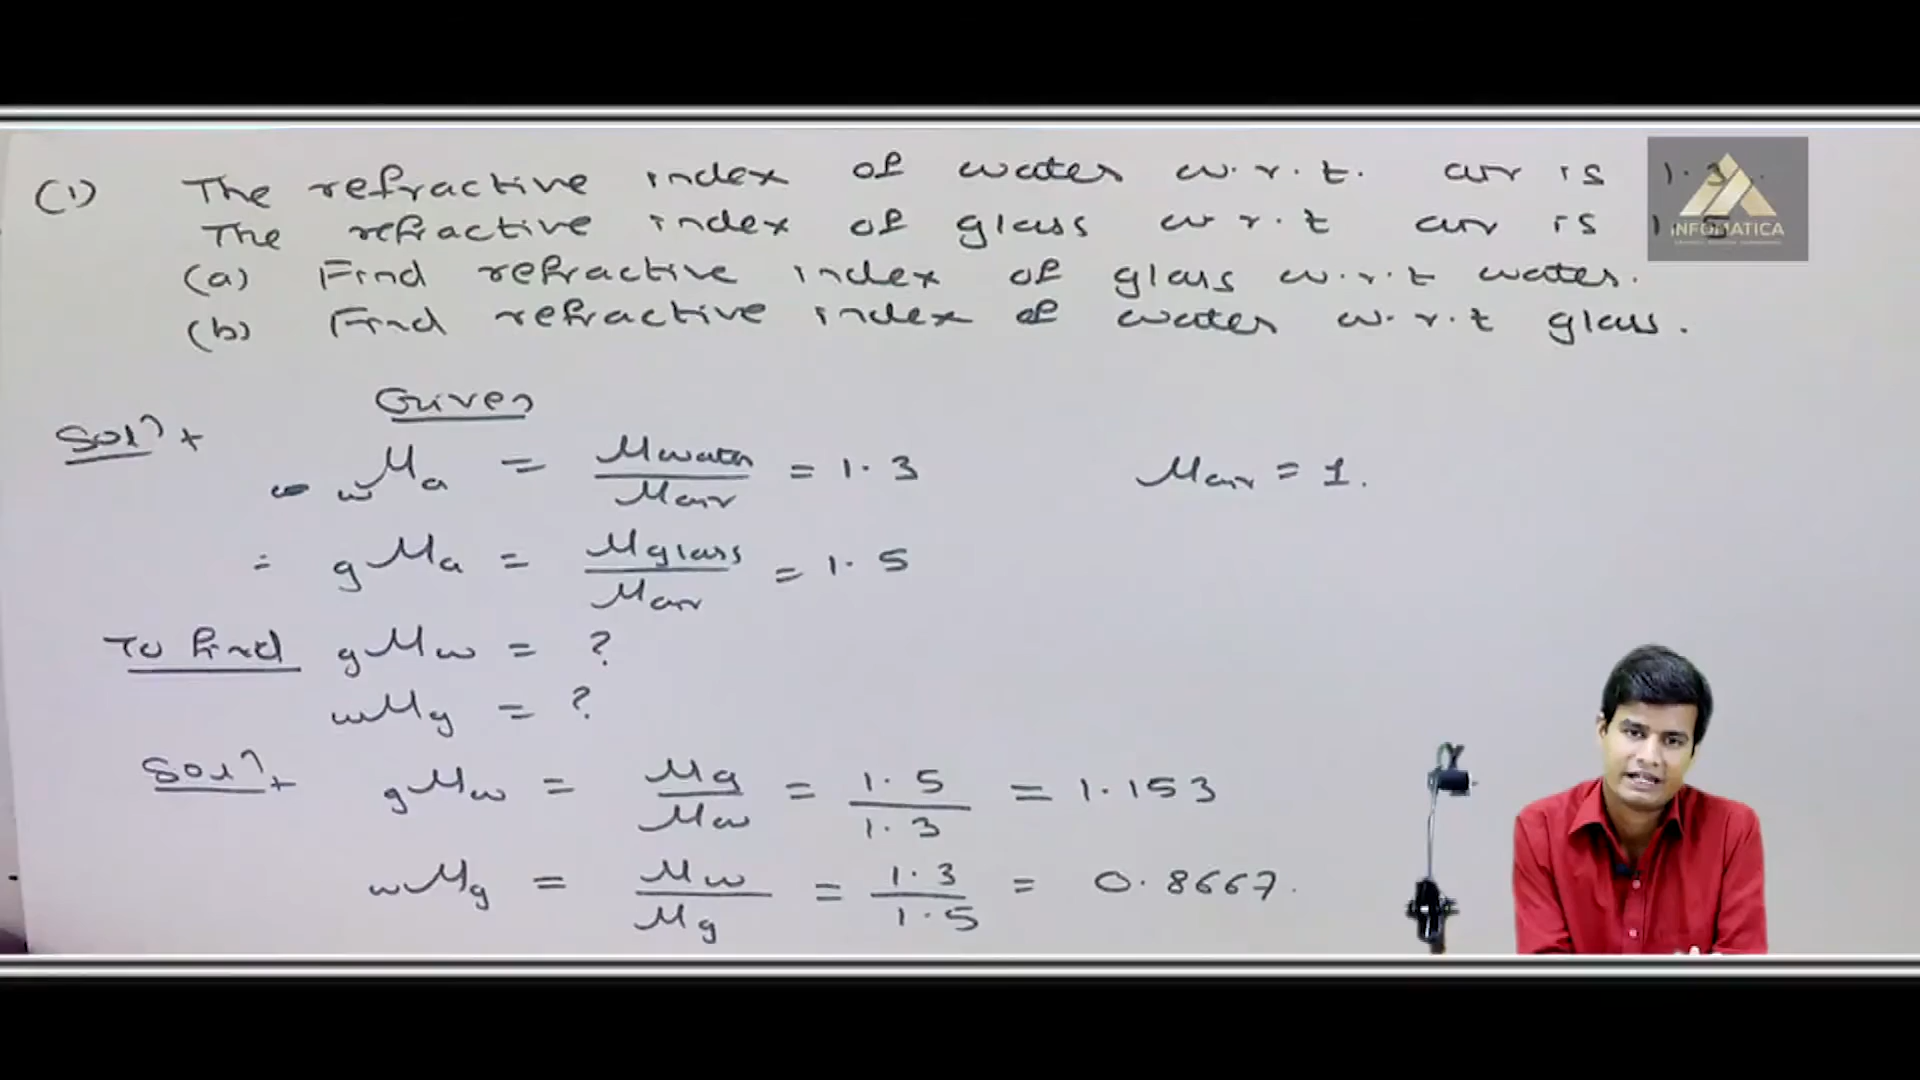 (1) The refractive index of water w.r.t. air is 1.3.
The refractive index of glass w r.t air is 1.5
INFOMATICA
(a) Find refractive index of glass w.r.t water.
(b) Find refractive index of water w.r.t glass.
Given
Solⁿ
wμa = μwater / μair = 1.3 μair = 1.
gμa = μglass / μair = 1.5
To find gμw = ?
wμg = ?
Solⁿ gμw = μg / μw = 1.5 / 1.3 = 1.153
wμg = μw / μg = 1.3 / 1.5 = 0.8667.